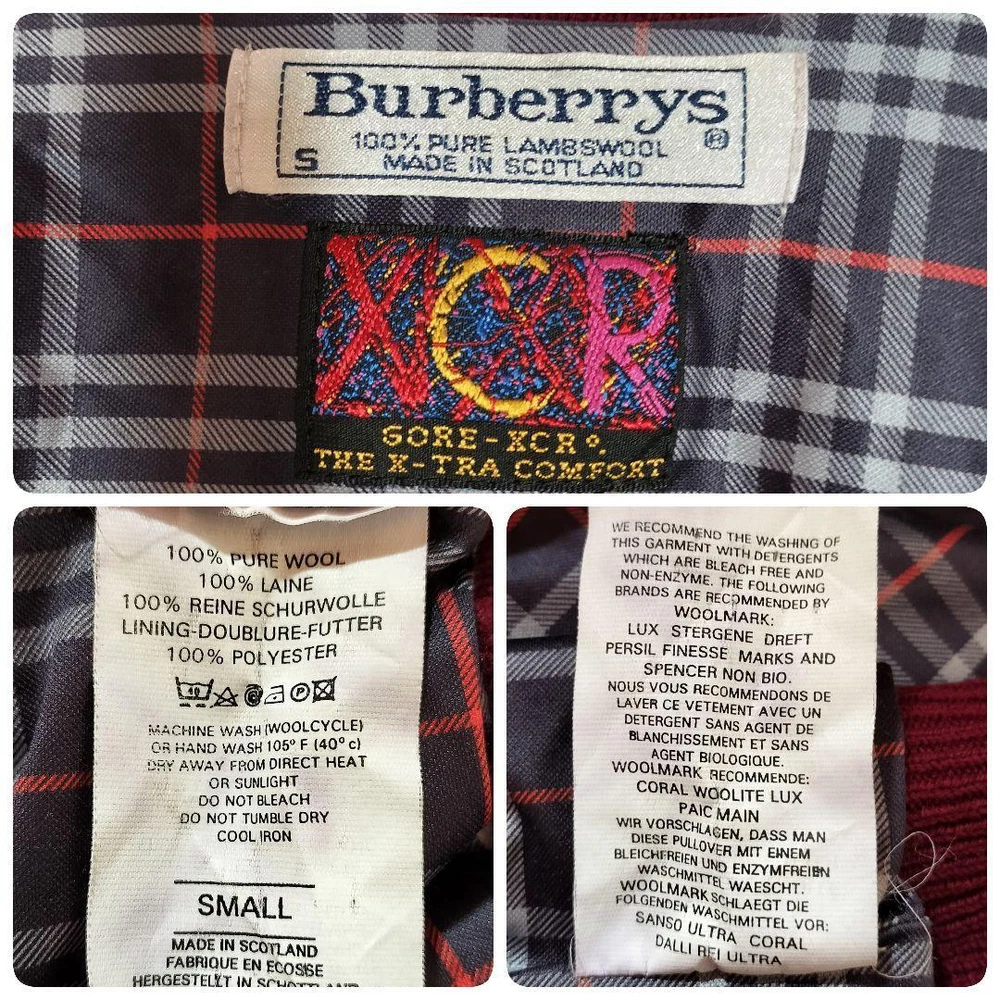 Burberrys
®
100% PURE LAMBSWOOL
S
MADE IN SCOTLAND
XCR
GORE-XCR®.
THE X-TRA COMFORT
100% PURE WOOL
100% LAINE
100% REINE SCHURWOLLE
LINING-DOUBLURE-FUTTER
100% POLYESTER
40 P
MACHINE WASH (WOOLCYCLE)
OR HAND WASH 105° F (40° c)
DRY AWAY FROM DIRECT HEAT
OR SUNLIGHT
DO NOT BLEACH
DO NOT TUMBLE DRY
COOL IRON
SMALL
MADE IN SCOTLAND
FABRIQUE EN ECOSSE
HERGESTELLT IN SCHOTTLAND
WE RECOMMEND THE WASHING OF
THIS GARMENT WITH DETERGENTS
WHICH ARE BLEACH FREE AND
NON-ENZYME. THE FOLLOWING
BRANDS ARE RECOMMENDED BY
WOOLMARK:
LUX STERGENE DREFT
PERSIL FINESSE MARKS AND
SPENCER NON BIO.
NOUS VOUS RECOMMENDONS DE
LAVER CE VETEMENT AVEC UN
DETERGENT SANS AGENT DE
BLANCHISSEMENT ET SANS
AGENT BIOLOGIQUE.
WOOLMARK RECOMMENDE:
CORAL WOOLITE LUX
PAIC MAIN
WIR VORSCHLAGEN, DASS MAN
DIESE PULLOVER MIT EINEM
BLEICHFREIEN UND ENZYMFREIEN
WASCHMITTEL WAESCHT.
WOOLMARK SCHLAEGT DIE
FOLGENDEN WASCHMITTEL VOR:
SANSO ULTRA CORAL
DALLI REI ULTRA